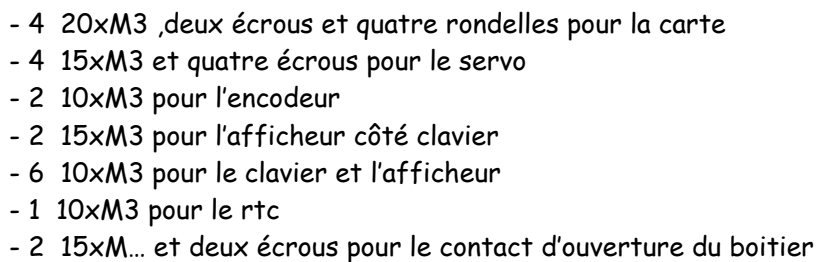 - 4 20xM3 ,deux écrous et quatre rondelles pour la carte
- 4 15xM3 et quatre écrous pour le servo
- 2 10xM3 pour l'encodeur
- 2 15xM3 pour l'afficheur côté clavier
- 6 10xM3 pour le clavier et l'afficheur
- 1 10xM3 pour le rtc
- 2 15xM… et deux écrous pour le contact d'ouverture du boitier